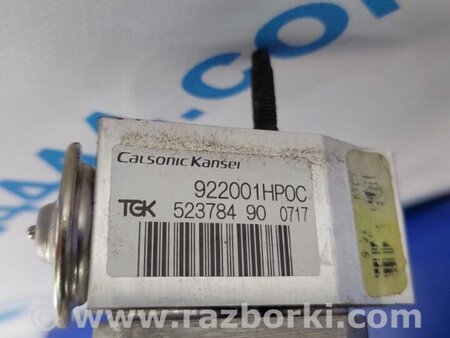 CALSONIC KANSEI
922001HP0C
TGK 523784 90 0717
www.razborki.com